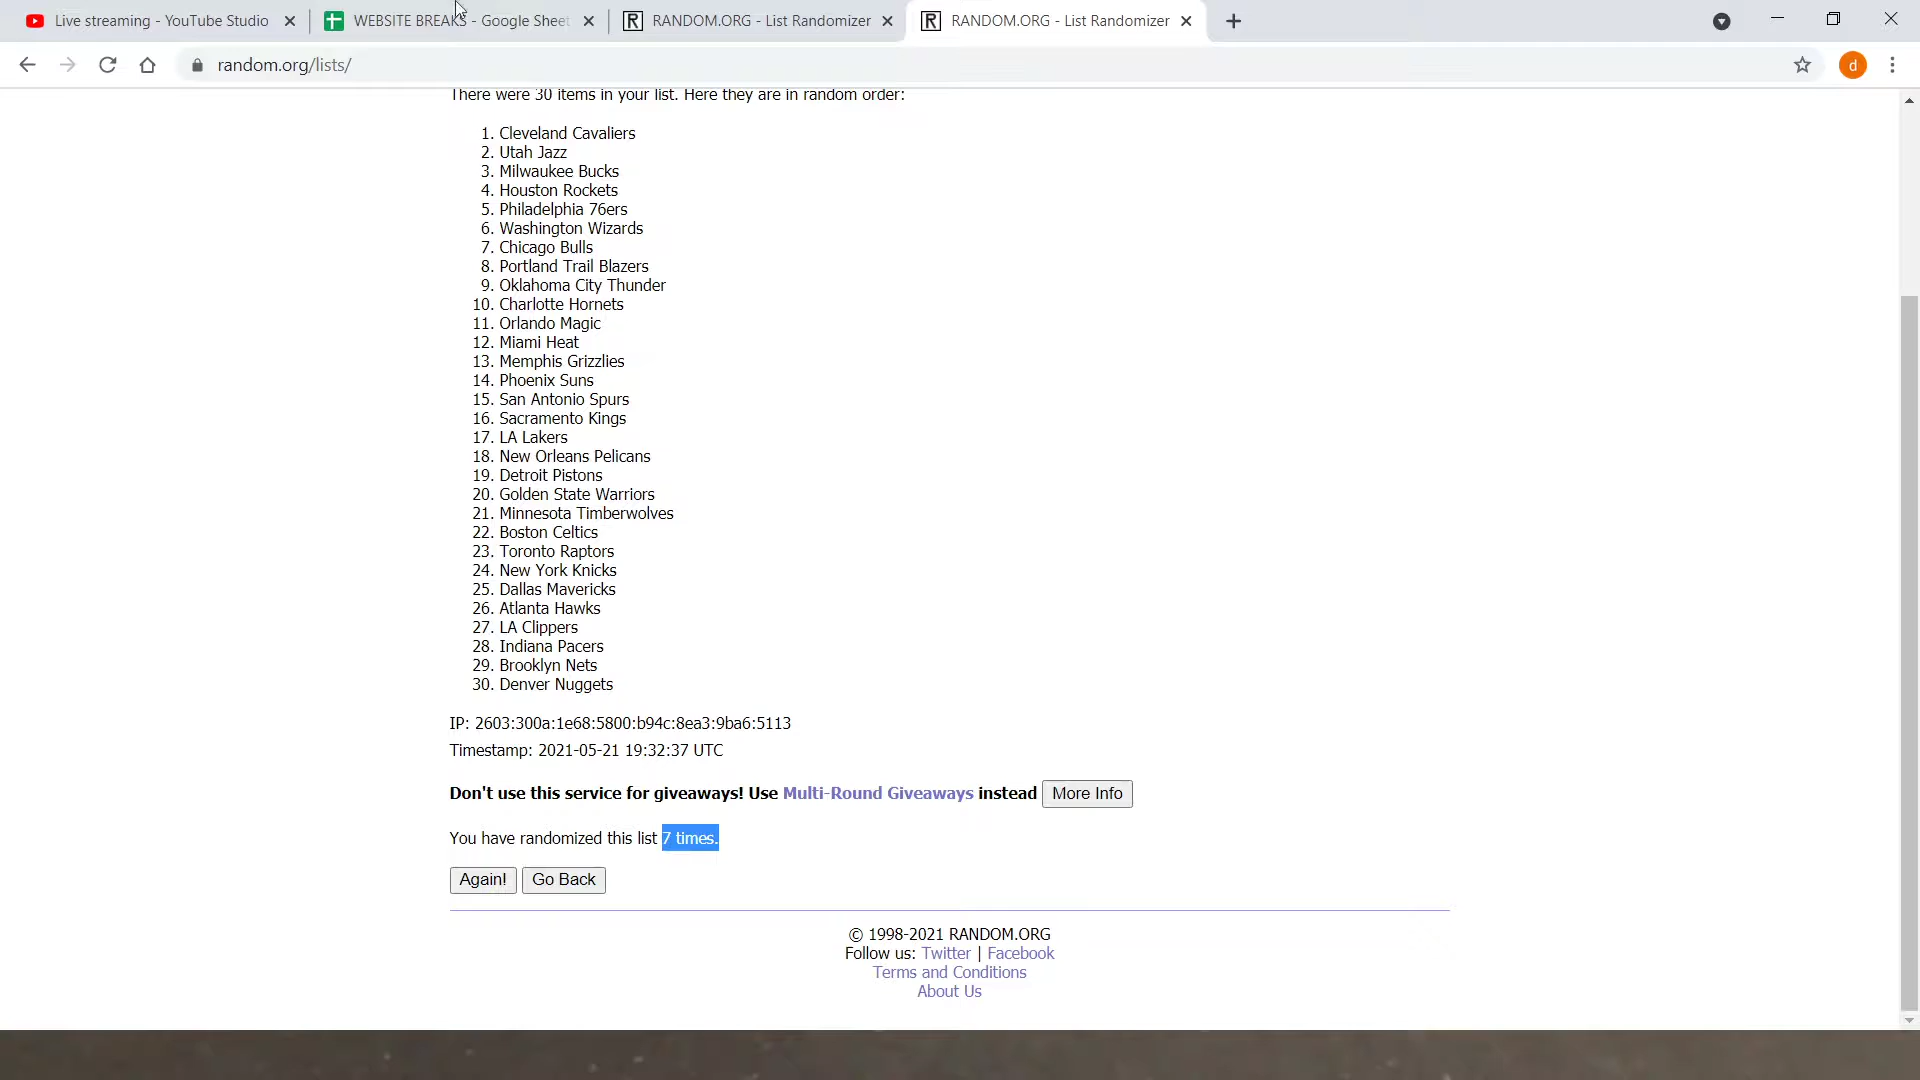 Live streaming - YouTube Studio
WEBSITE BREAKS - Google Sheet
RANDOM.ORG - List Randomizer
RANDOM.ORG - List Randomizer
random.org/lists/
d
There were 30 items in your list. Here they are in random order:
1. Cleveland Cavaliers
2. Utah Jazz
3. Milwaukee Bucks
4. Houston Rockets
5. Philadelphia 76ers
6. Washington Wizards
7. Chicago Bulls
8. Portland Trail Blazers
9. Oklahoma City Thunder
10. Charlotte Hornets
11. Orlando Magic
12. Miami Heat
13. Memphis Grizzlies
14. Phoenix Suns
15. San Antonio Spurs
16. Sacramento Kings
17. LA Lakers
18. New Orleans Pelicans
19. Detroit Pistons
20. Golden State Warriors
21. Minnesota Timberwolves
22. Boston Celtics
23. Toronto Raptors
24. New York Knicks
25. Dallas Mavericks
26. Atlanta Hawks
27. LA Clippers
28. Indiana Pacers
29. Brooklyn Nets
30. Denver Nuggets
IP: 2603:300a:1e68:5800:b94c:8ea3:9ba6:5113
Timestamp: 2021-05-21 19:32:37 UTC
Don't use this service for giveaways! Use Multi-Round Giveaways instead More Info
You have randomized this list 7 times.
Again! Go Back
© 1998-2021 RANDOM.ORG
Follow us: Twitter | Facebook
Terms and Conditions
About Us